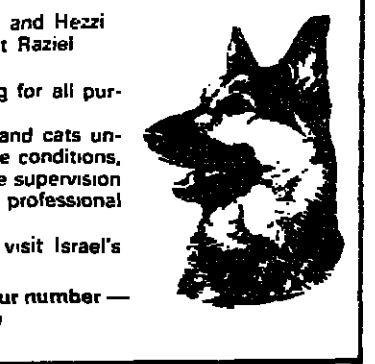 and Hezzi
t Raziel
g for all pur-
and cats un-
e conditions,
e supervision
professional
visit Israel's
ur number —